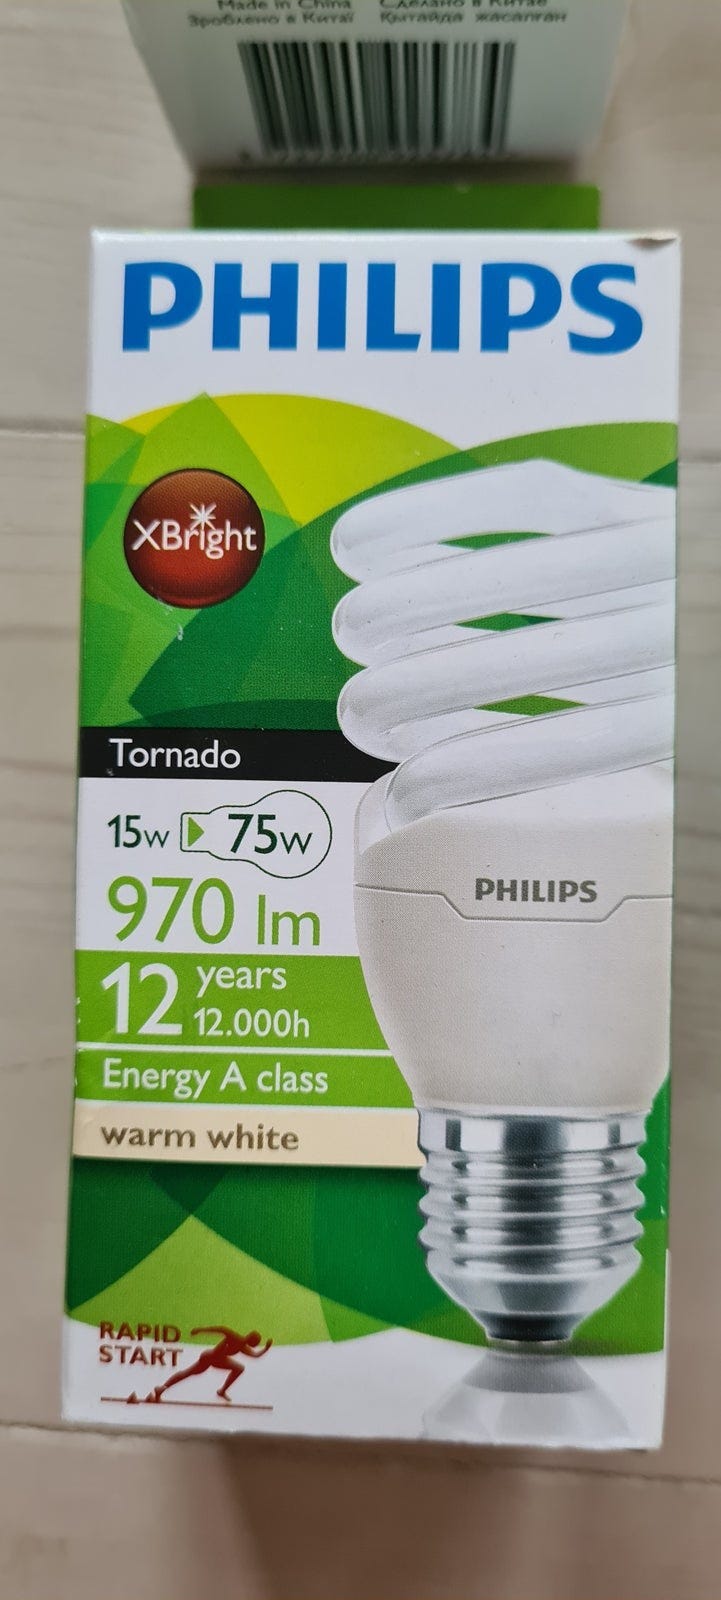 Made in China Сделано в Китае
Зроблено в Китаї Қытайда жасалған
PHILIPS
XBright
Tornado
15w 75w
PHILIPS
970 lm
12 years
12.000h
Energy A class
warm white
RAPID
START